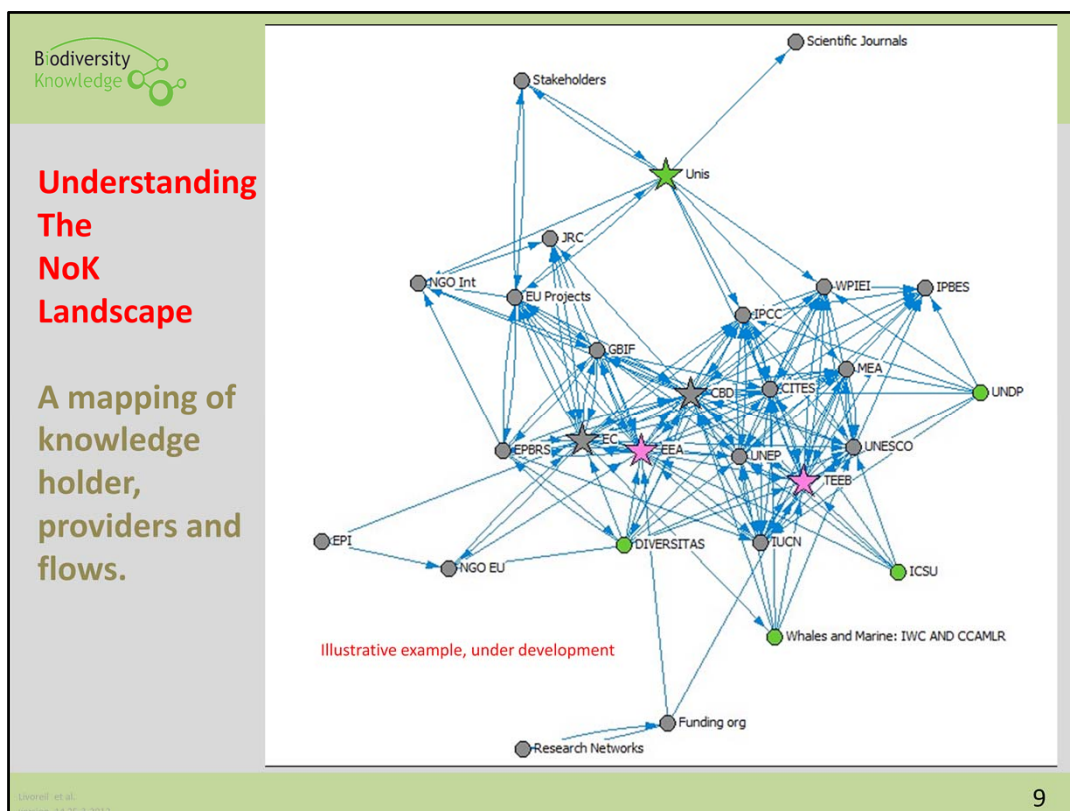 Biodiversity
Knowledge
Understanding
The
NoK
Landscape
A mapping of
knowledge
holder,
providers and
flows.
Scientific Journals
Stakeholders
Unis
JRC
NGO Int
EU Projects
WPIEI
IPBES
IPCC
GBIF
MEA
CBD
CITES
UNDP
EC
EPBRS
EEA
UNEP
UNESCO
TEEB
EPI
DIVERSITAS
IUCN
NGO EU
ICSU
Whales and Marine: IWC AND CCAMLR
Illustrative example, under development
Funding org
Research Networks
Livoreil et al.
9